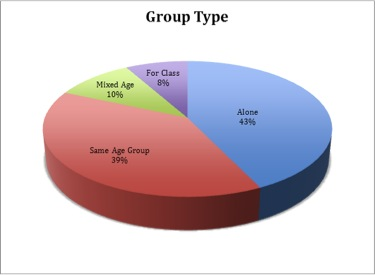 Group Type
For Class
8%
Mixed Age
10%
Alone
43%
Same Age Group
39%